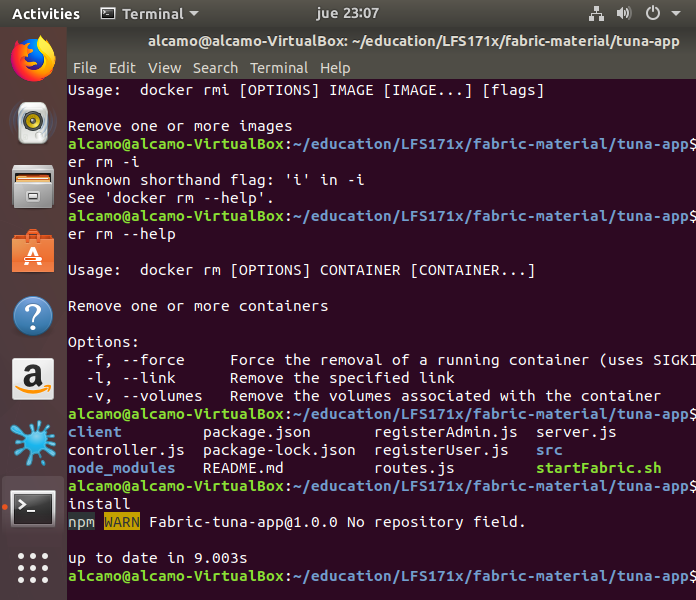 Activities Terminal jue 23:07
alcamo@alcamo-VirtualBox: ~/education/LFS171x/fabric-material/tuna-app
File Edit View Search Terminal Help
Usage:  docker rmi [OPTIONS] IMAGE [IMAGE...] [flags]
Remove one or more images
alcamo@alcamo-VirtualBox:~/education/LFS171x/fabric-material/tuna-app$
er rm -i
unknown shorthand flag: 'i' in -i
See 'docker rm --help'.
alcamo@alcamo-VirtualBox:~/education/LFS171x/fabric-material/tuna-app$
er rm --help
Usage:  docker rm [OPTIONS] CONTAINER [CONTAINER...]
Remove one or more containers
Options:
-f, --force     Force the removal of a running container (uses SIGKI
-l, --link      Remove the specified link
-v, --volumes   Remove the volumes associated with the container
alcamo@alcamo-VirtualBox:~/education/LFS171x/fabric-material/tuna-app$
client         package.json       registerAdmin.js  server.js
controller.js  package-lock.json  registerUser.js   src
node_modules   README.md          routes.js         startFabric.sh
alcamo@alcamo-VirtualBox:~/education/LFS171x/fabric-material/tuna-app$
install
npm WARN Fabric-tuna-app@1.0.0 No repository field.
up to date in 9.003s
alcamo@alcamo-VirtualBox:~/education/LFS171x/fabric-material/tuna-app$